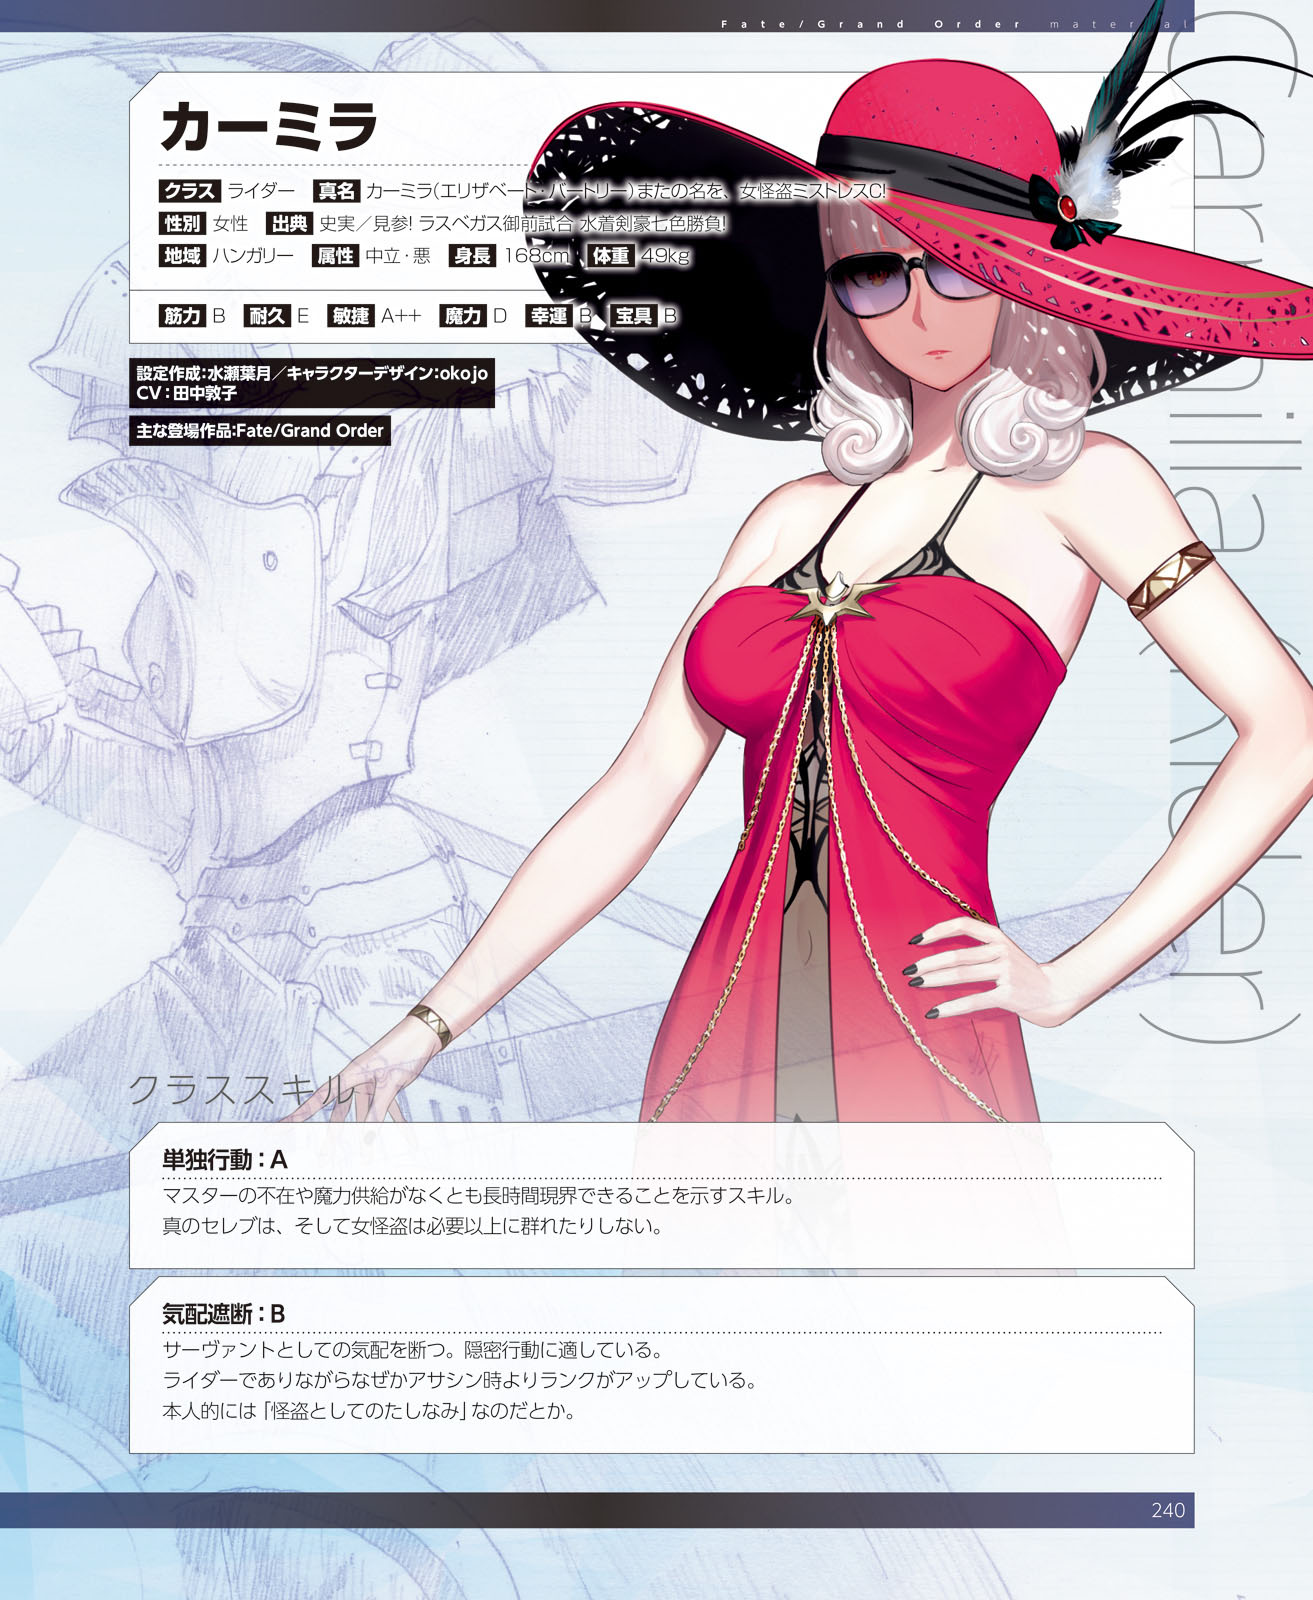 Fate/Grand Order material
カーミラ
クラス ライダー 真名 カーミラ(エリザベート・バートリー)またの名を、女怪盗ミストレスC!
性別 女性 出典 史実／見参! ラスベガス御前試合 水着剣豪七色勝負!
地域 ハンガリー 属性 中立・悪 身長 168cm 体重 49kg
筋力 B 耐久 E 敏捷 A++ 魔力 D 幸運 B 宝具 B
設定作成:水瀬葉月／キャラクターデザイン:okojo
CV:田中敦子
主な登場作品:Fate/Grand Order
Carmilla (Rider)
クラススキル
単独行動:A
マスターの不在や魔力供給がなくとも長時間現界できることを示すスキル。
真のセレブは、そして女怪盗は必要以上に群れたりしない。
気配遮断:B
サーヴァントとしての気配を断つ。隠密行動に適している。
ライダーでありながらなぜかアサシン時よりランクがアップしている。
本人的には「怪盗としてのたしなみ」なのだとか。
240